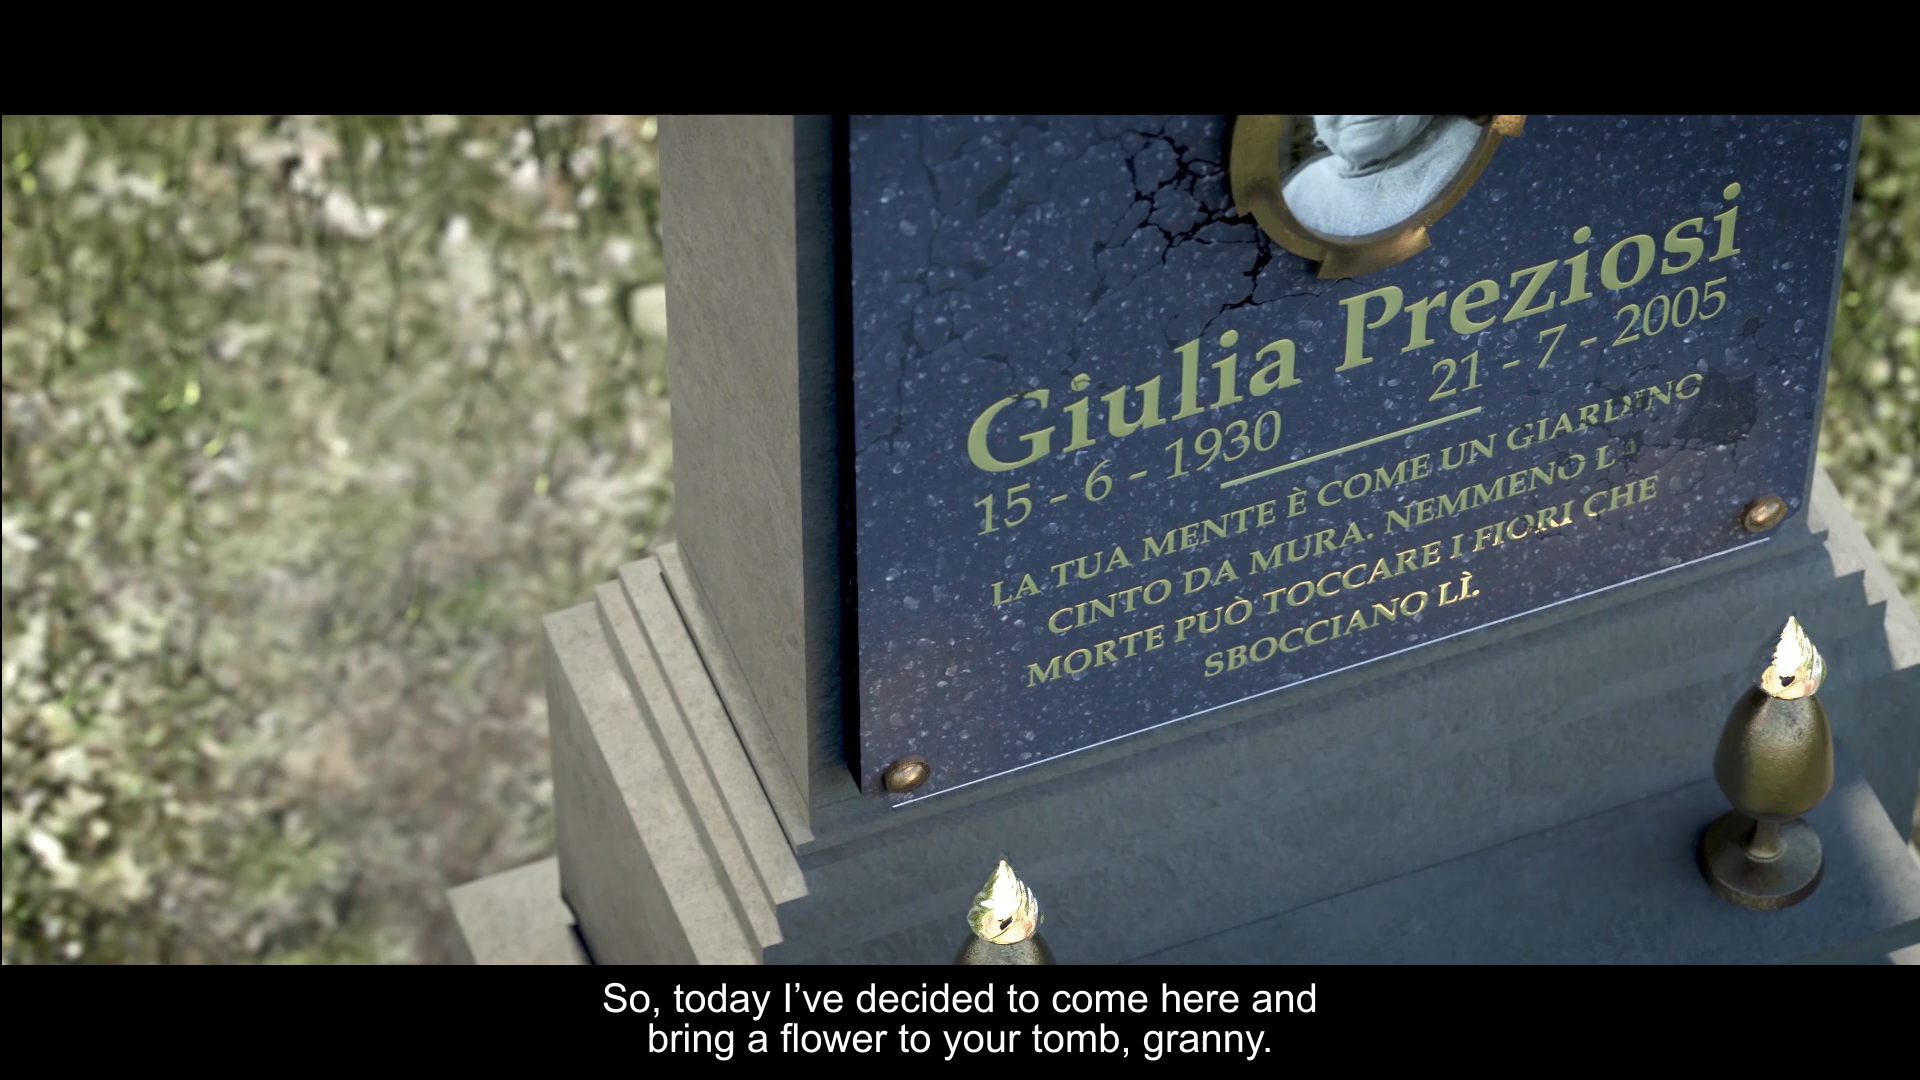 Giulia Preziosi
15 - 6 - 1930
21 - 7 - 2005
LA TUA MENTE È COME UN GIARDINO
CINTO DA MURA. NEMMENO LA
MORTE PUÒ TOCCARE I FIORI CHE
SBOCCIANO LÌ.
So, today I’ve decided to come here and
bring a flower to your tomb, granny.